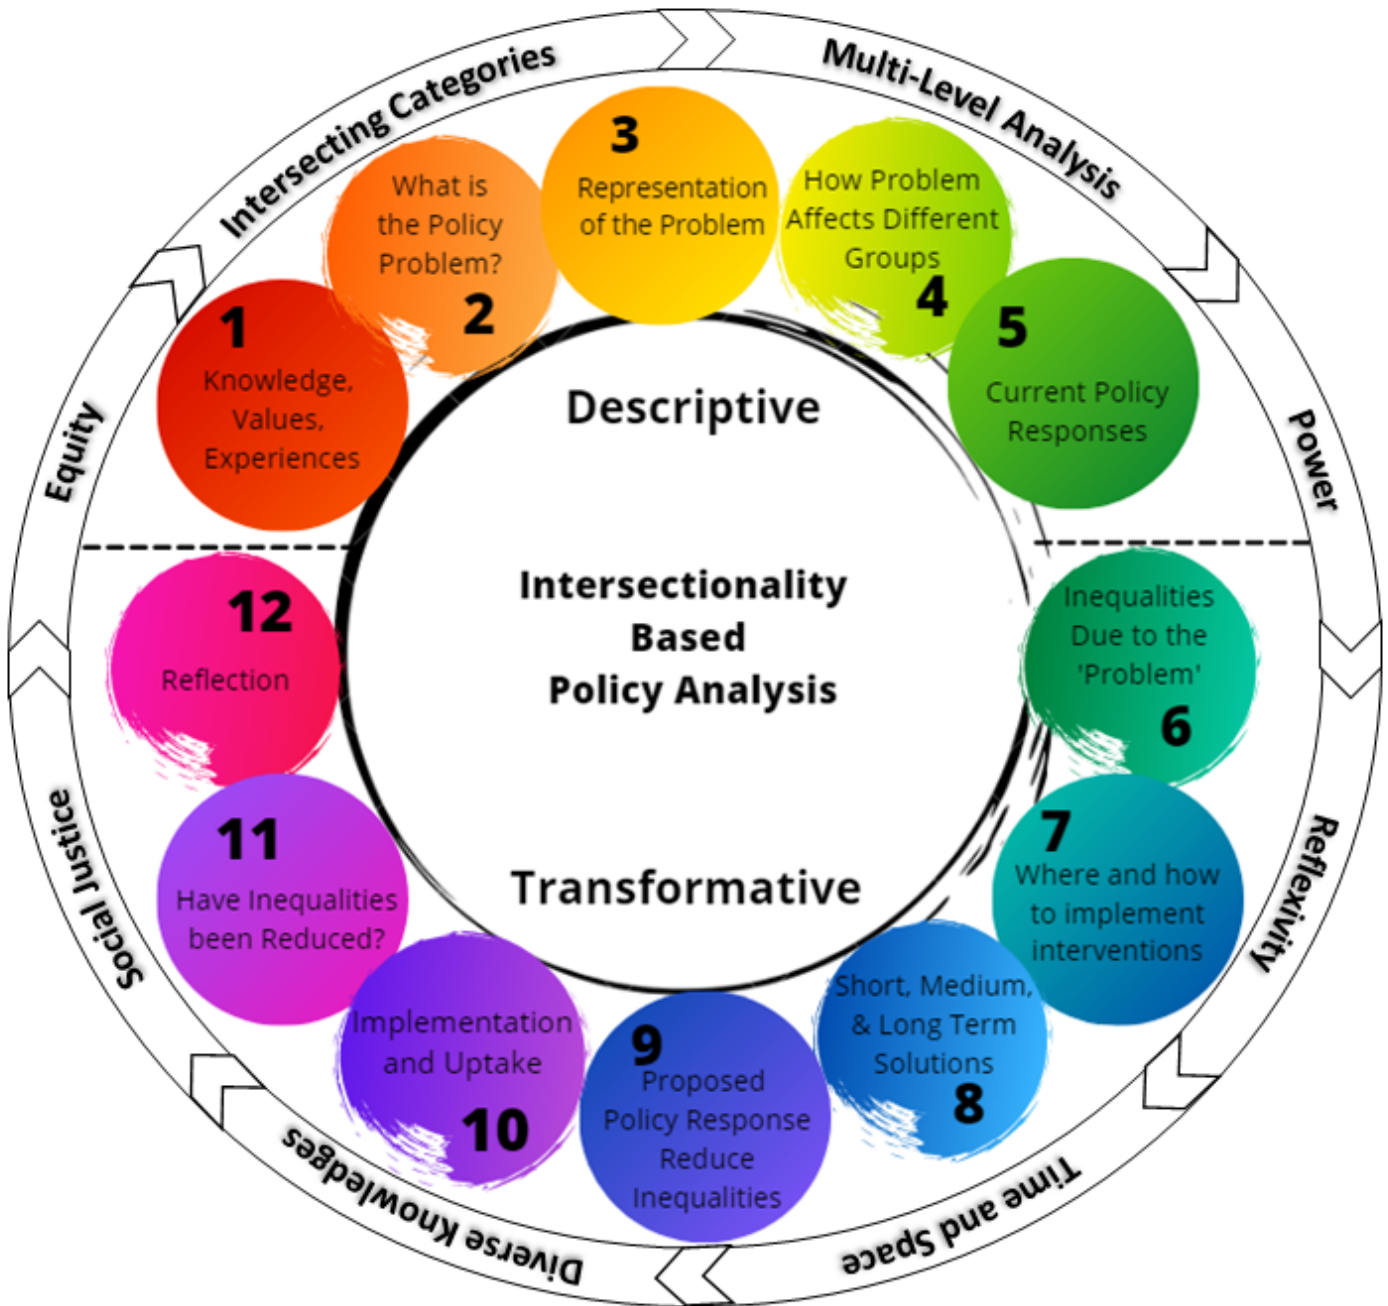 Intersecting Categories
Multi-Level Analysis
Power
Reflexivity
Time and Space
Diverse Knowledges
Social Justice
Equity
1
Knowledge,
Values,
Experiences
What is
the Policy
Problem?
2
3
Representation
of the Problem
How Problem
Affects Different
Groups
4
5
Current Policy
Responses
Inequalities
Due to the
'Problem'
6
7
Where and how
to implement
interventions
Short, Medium,
& Long Term
Solutions
8
9
Proposed
Policy Response
Reduce
Inequalities
Implementation
and Uptake
10
11
Have Inequalities
been Reduced?
12
Reflection
Descriptive
Intersectionality
Based
Policy Analysis
Transformative